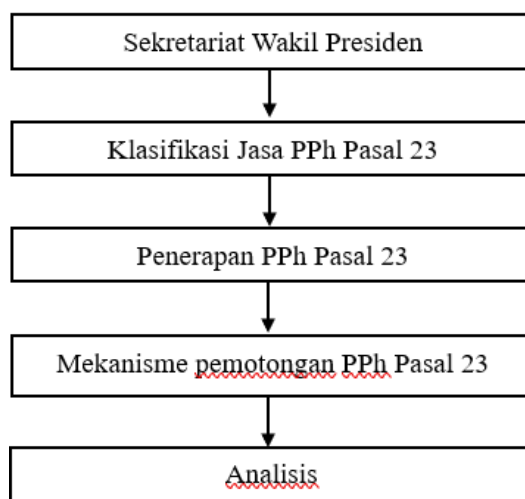 Sekretariat Wakil Presiden
Klasifikasi Jasa PPh Pasal 23
Penerapan PPh Pasal 23
Mekanisme pemotongan PPh Pasal 23
Analisis